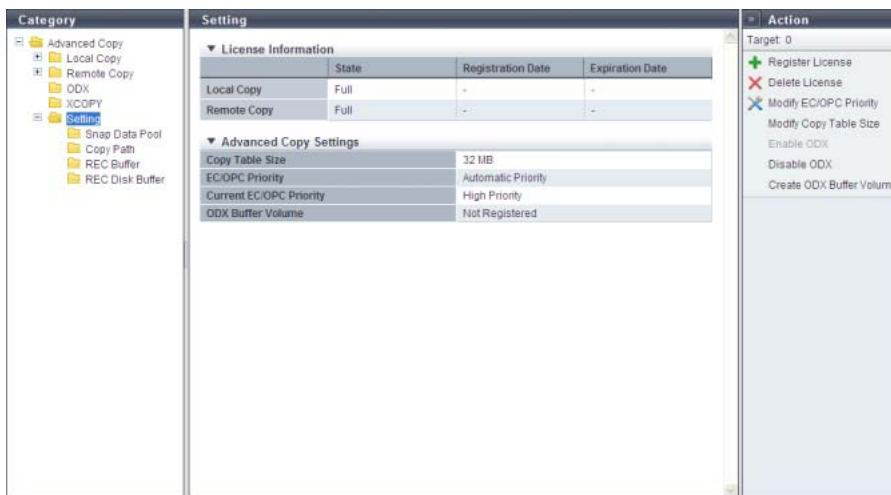 Category
Advanced Copy
Local Copy
Remote Copy
ODX
XCOPY
Setting
Snap Data Pool
Copy Path
REC Buffer
REC Disk Buffer
Setting
▼ License Information
State Registration Date Expiration Date
Local Copy Full - -
Remote Copy Full - -
▼ Advanced Copy Settings
Copy Table Size 32 MB
EC/OPC Priority Automatic Priority
Current EC/OPC Priority High Priority
ODX Buffer Volume Not Registered
» Action
Target: 0
Register License
Delete License
Modify EC/OPC Priority
Modify Copy Table Size
Enable ODX
Disable ODX
Create ODX Buffer Volum